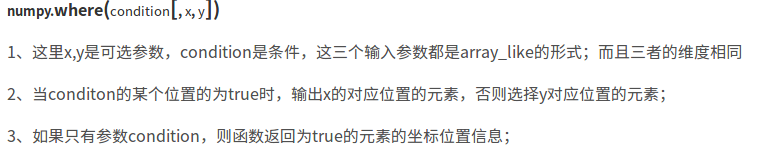 numpy.where(condition[, x, y])
1、这里x,y是可选参数，condition是条件，这三个输入参数都是array_like的形式；而且三者的维度相同
2、当conditon的某个位置的为true时，输出x的对应位置的元素，否则选择y对应位置的元素；
3、如果只有参数condition，则函数返回为true的元素的坐标位置信息；